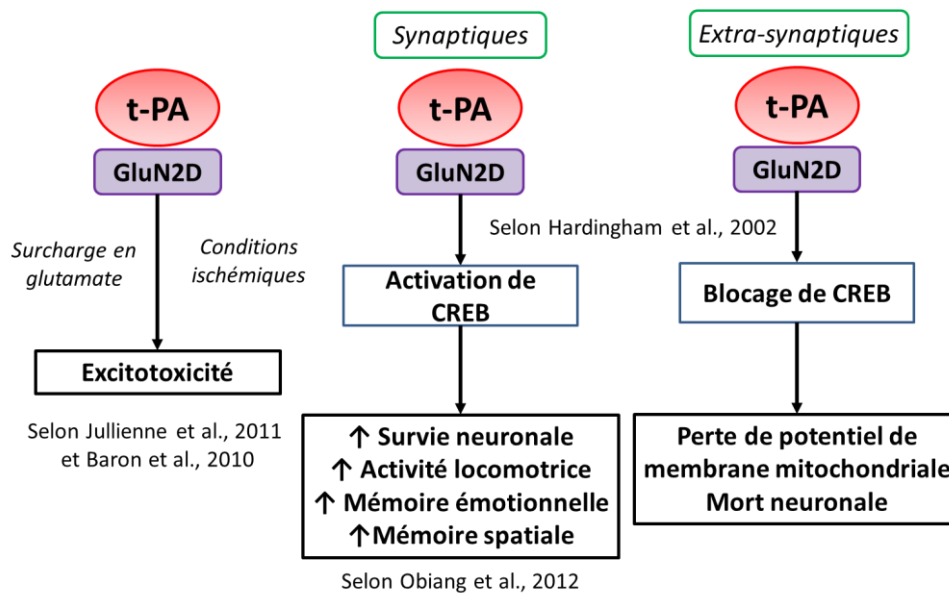 Synaptiques
Extra-synaptiques
t-PA
t-PA
t-PA
GluN2D
GluN2D
GluN2D
Selon Hardingham et al., 2002
Surcharge en
glutamate
Conditions
ischémiques
Activation de
CREB
Blocage de CREB
Excitotoxicité
Selon Jullienne et al., 2011
et Baron et al., 2010
↑ Survie neuronale
↑ Activité locomotrice
↑ Mémoire émotionnelle
↑Mémoire spatiale
Perte de potentiel de
membrane mitochondriale
Mort neuronale
Selon Obiang et al., 2012